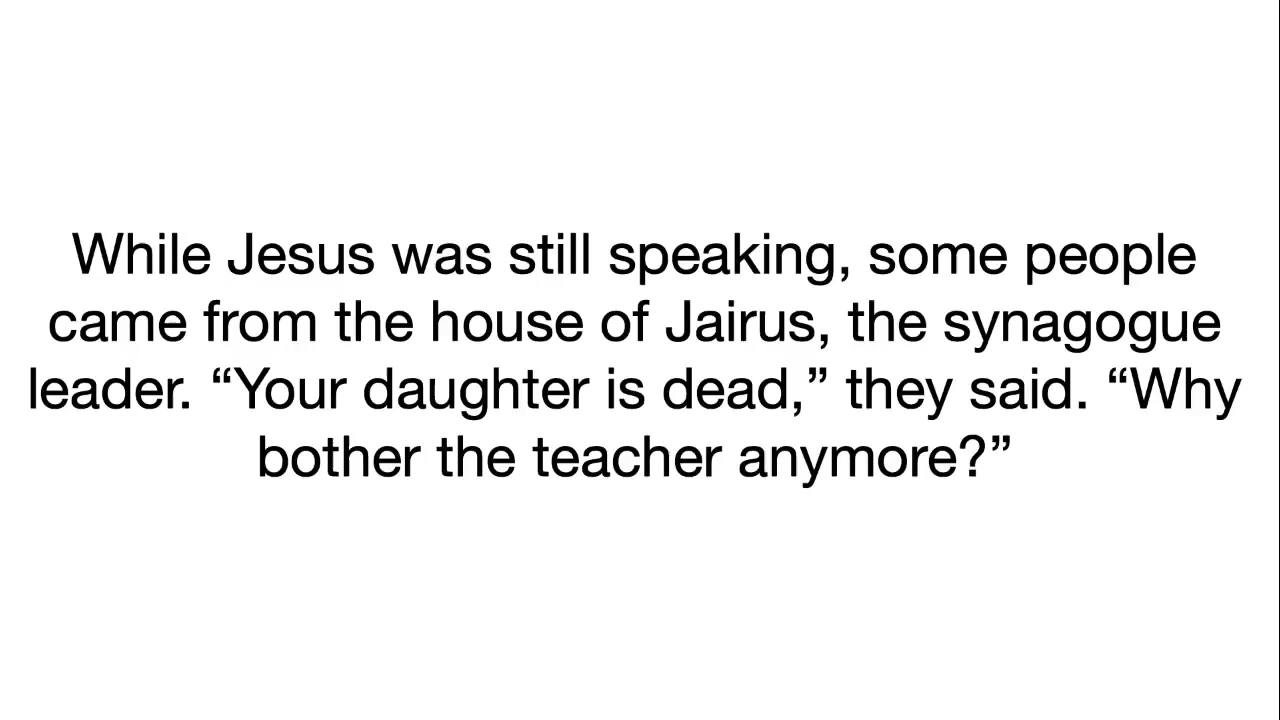 While Jesus was still speaking, some people
came from the house of Jairus, the synagogue
leader. “Your daughter is dead,” they said. “Why
bother the teacher anymore?”